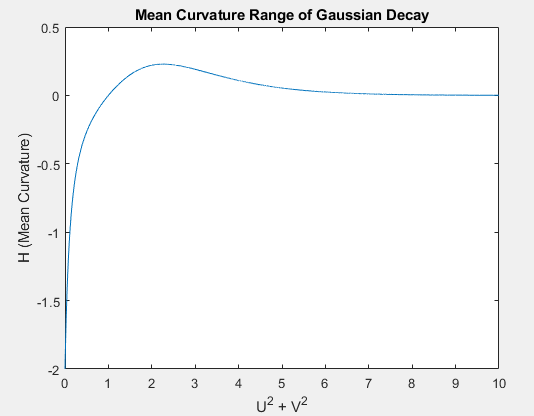 Mean Curvature Range of Gaussian Decay
0.5
0
-0.5
-1
-1.5
-2
H (Mean Curvature)
0 1 2 3 4 5 6 7 8 9 10
U² + V²